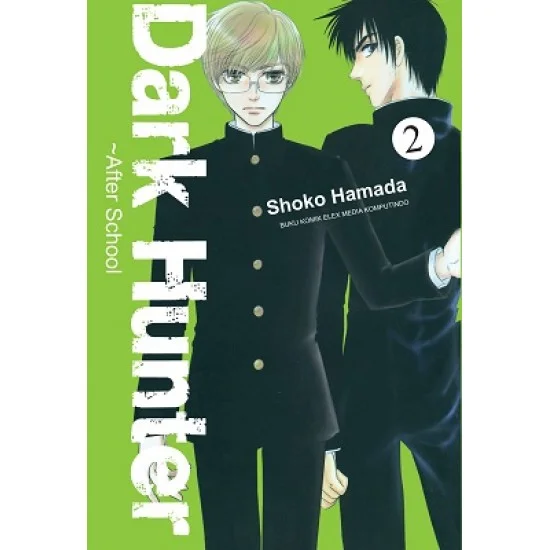 Dark Hunter
~After School
2
Shoko Hamada
BUKU KOMIK ELEX MEDIA KOMPUTINDO